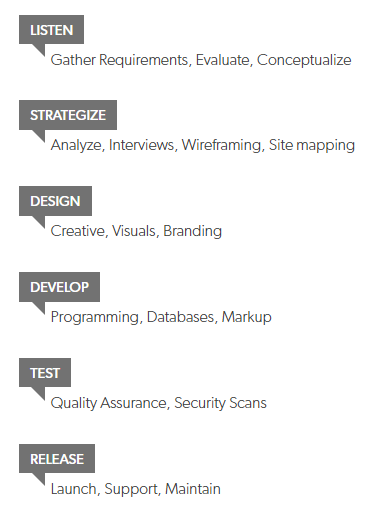 LISTEN
Gather Requirements, Evaluate, Conceptualize
STRATEGIZE
Analyze, Interviews, Wireframing, Site mapping
DESIGN
Creative, Visuals, Branding
DEVELOP
Programming, Databases, Markup
TEST
Quality Assurance, Security Scans
RELEASE
Launch, Support, Maintain